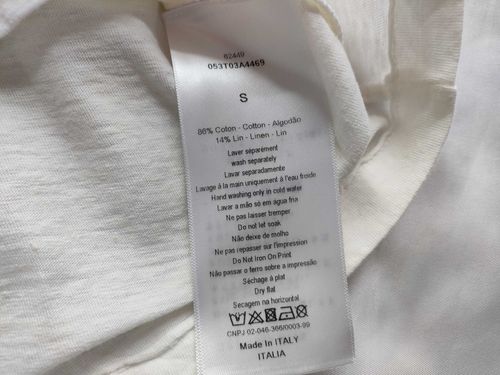 62449
053T03A4469
S
86% Coton - Cotton - Algodão
14% Lin - Linen - Lin
Laver séparément
wash separately
Lavar separadamente
Lavage à la main uniquement à l'eau froide
Hand washing only in cold water
Lavar a mão só em água fria
Ne pas laisser tremper
Do not let soak
Não deixe de molho
Ne pas repasser sur l'impression
Do Not Iron On Print
Não passar o ferro sobre a impressão
Séchage à plat
Dry flat
Secagem na horizontal
CNPJ 02-046-366/0003-99
Made In ITALY
ITALIA